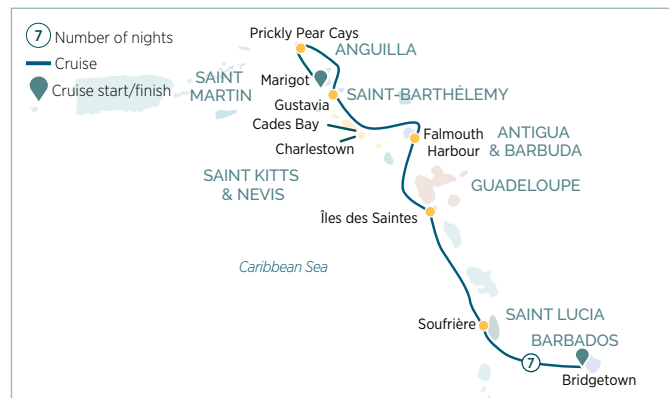 7 Number of nights
Cruise
Cruise start/finish
Prickly Pear Cays
ANGUILLA
SAINT
MARTIN
Marigot
Gustavia
SAINT-BARTHÉLEMY
Cades Bay
Charlestown
Falmouth
Harbour
ANTIGUA
& BARBUDA
SAINT KITTS
& NEVIS
GUADELOUPE
Îles des Saintes
Caribbean Sea
Soufrière
SAINT LUCIA
BARBADOS
7
Bridgetown